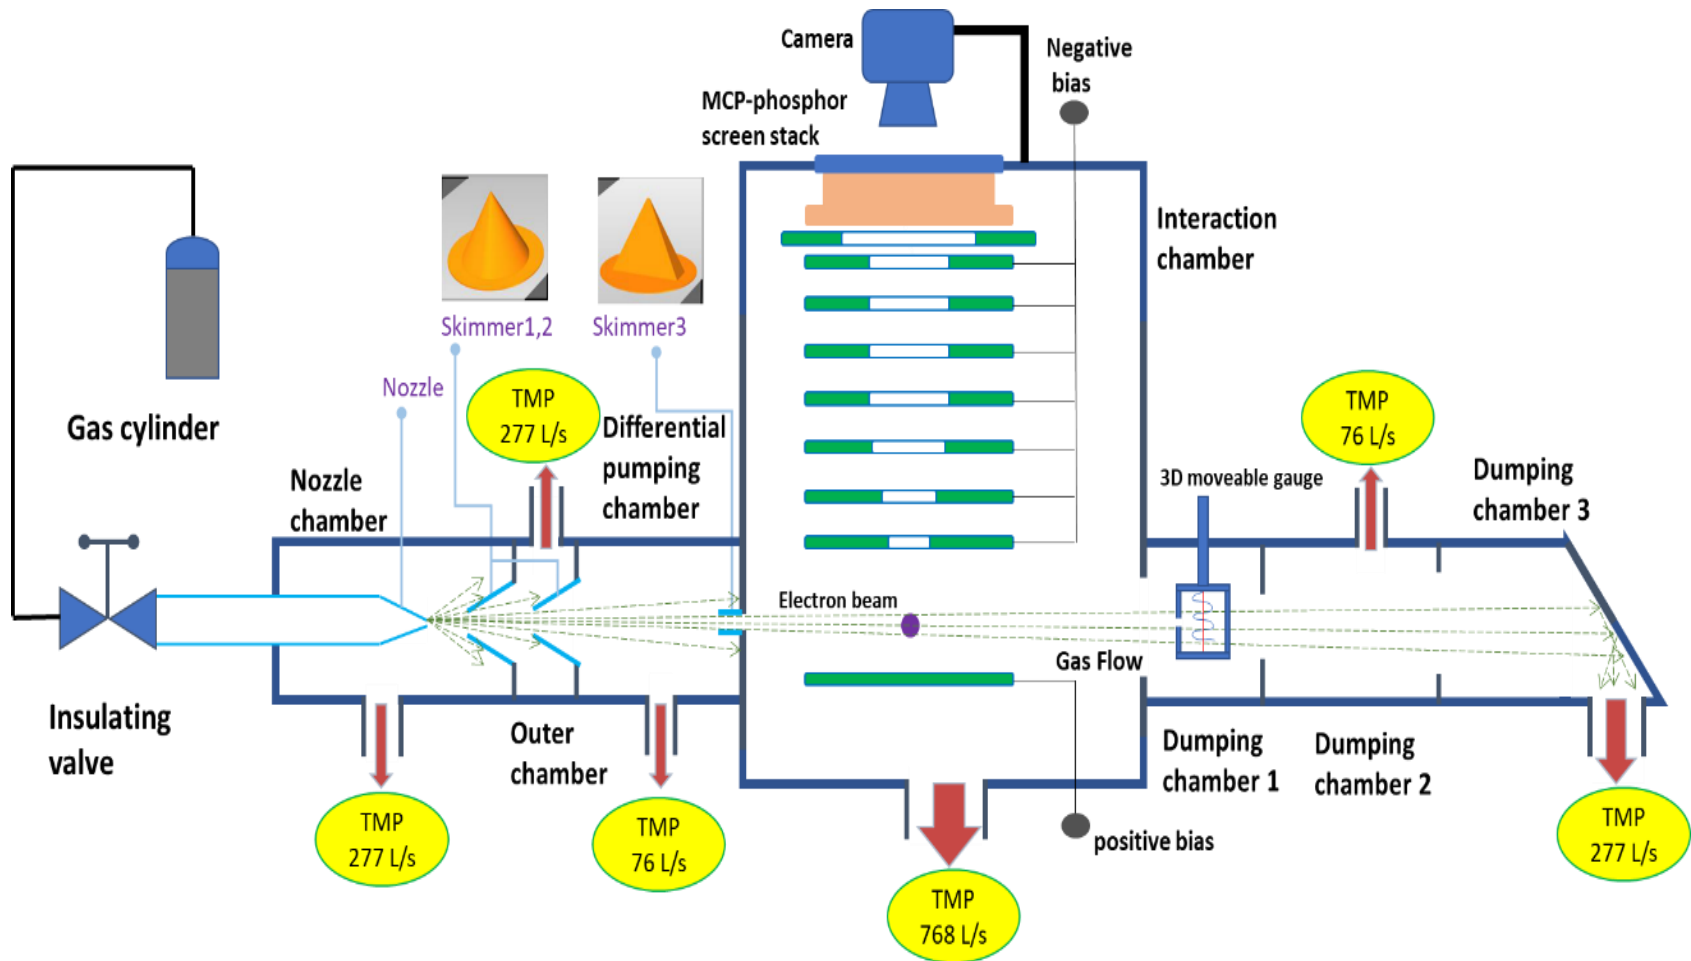 Camera
Negative
bias
MCP-phosphor
screen stack
Interaction
chamber
Skimmer1,2
Skimmer3
Nozzle
TMP
277 L/s
Differential
pumping
chamber
TMP
76 L/s
Gas cylinder
Nozzle
chamber
3D moveable gauge
Dumping
chamber 3
Electron beam
Gas Flow
Insulating
valve
Outer
chamber
Dumping
chamber 1
Dumping
chamber 2
TMP
277 L/s
TMP
76 L/s
positive bias
TMP
277 L/s
TMP
768 L/s